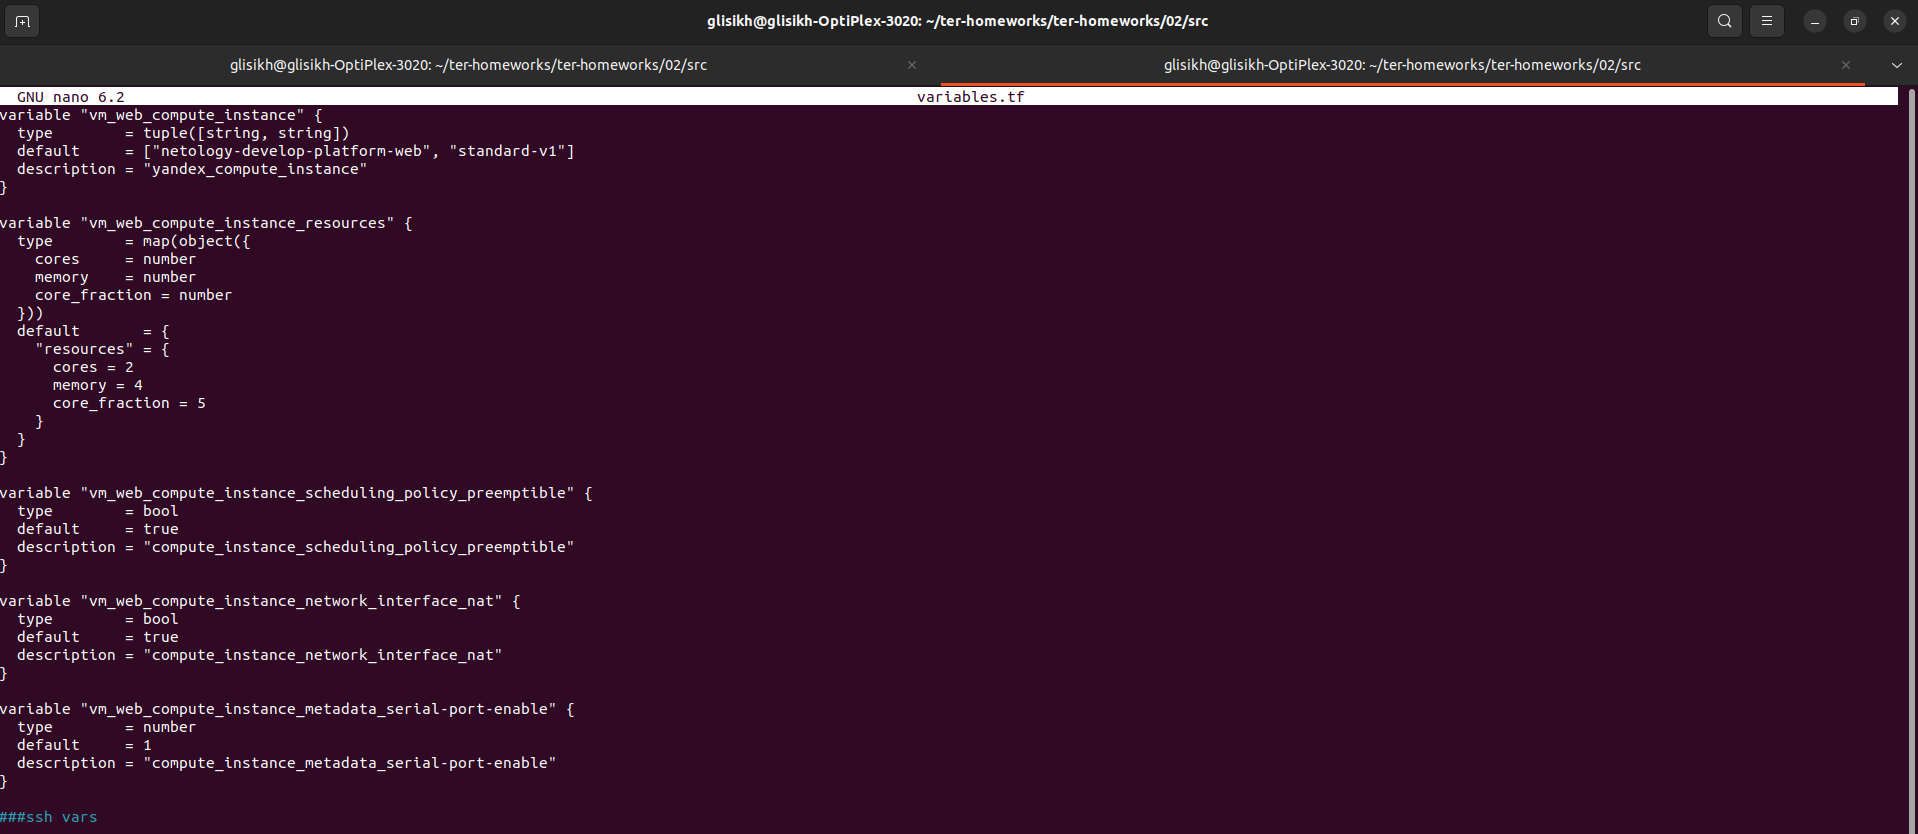 glisikh@glisikh-OptiPlex-3020: ~/ter-homeworks/ter-homeworks/02/src
glisikh@glisikh-OptiPlex-3020: ~/ter-homeworks/ter-homeworks/02/src
glisikh@glisikh-OptiPlex-3020: ~/ter-homeworks/ter-homeworks/02/src
GNU nano 6.2 variables.tf
variable "vm_web_compute_instance" {
  type        = tuple([string, string])
  default     = ["netology-develop-platform-web", "standard-v1"]
  description = "yandex_compute_instance"
}

variable "vm_web_compute_instance_resources" {
  type        = map(object({
    cores     = number
    memory    = number
    core_fraction = number
  }))
  default       = {
    "resources" = {
      cores = 2
      memory = 4
      core_fraction = 5
    }
  }
}

variable "vm_web_compute_instance_scheduling_policy_preemptible" {
  type        = bool
  default     = true
  description = "compute_instance_scheduling_policy_preemptible"
}

variable "vm_web_compute_instance_network_interface_nat" {
  type        = bool
  default     = true
  description = "compute_instance_network_interface_nat"
}

variable "vm_web_compute_instance_metadata_serial-port-enable" {
  type        = number
  default     = 1
  description = "compute_instance_metadata_serial-port-enable"
}

###ssh vars